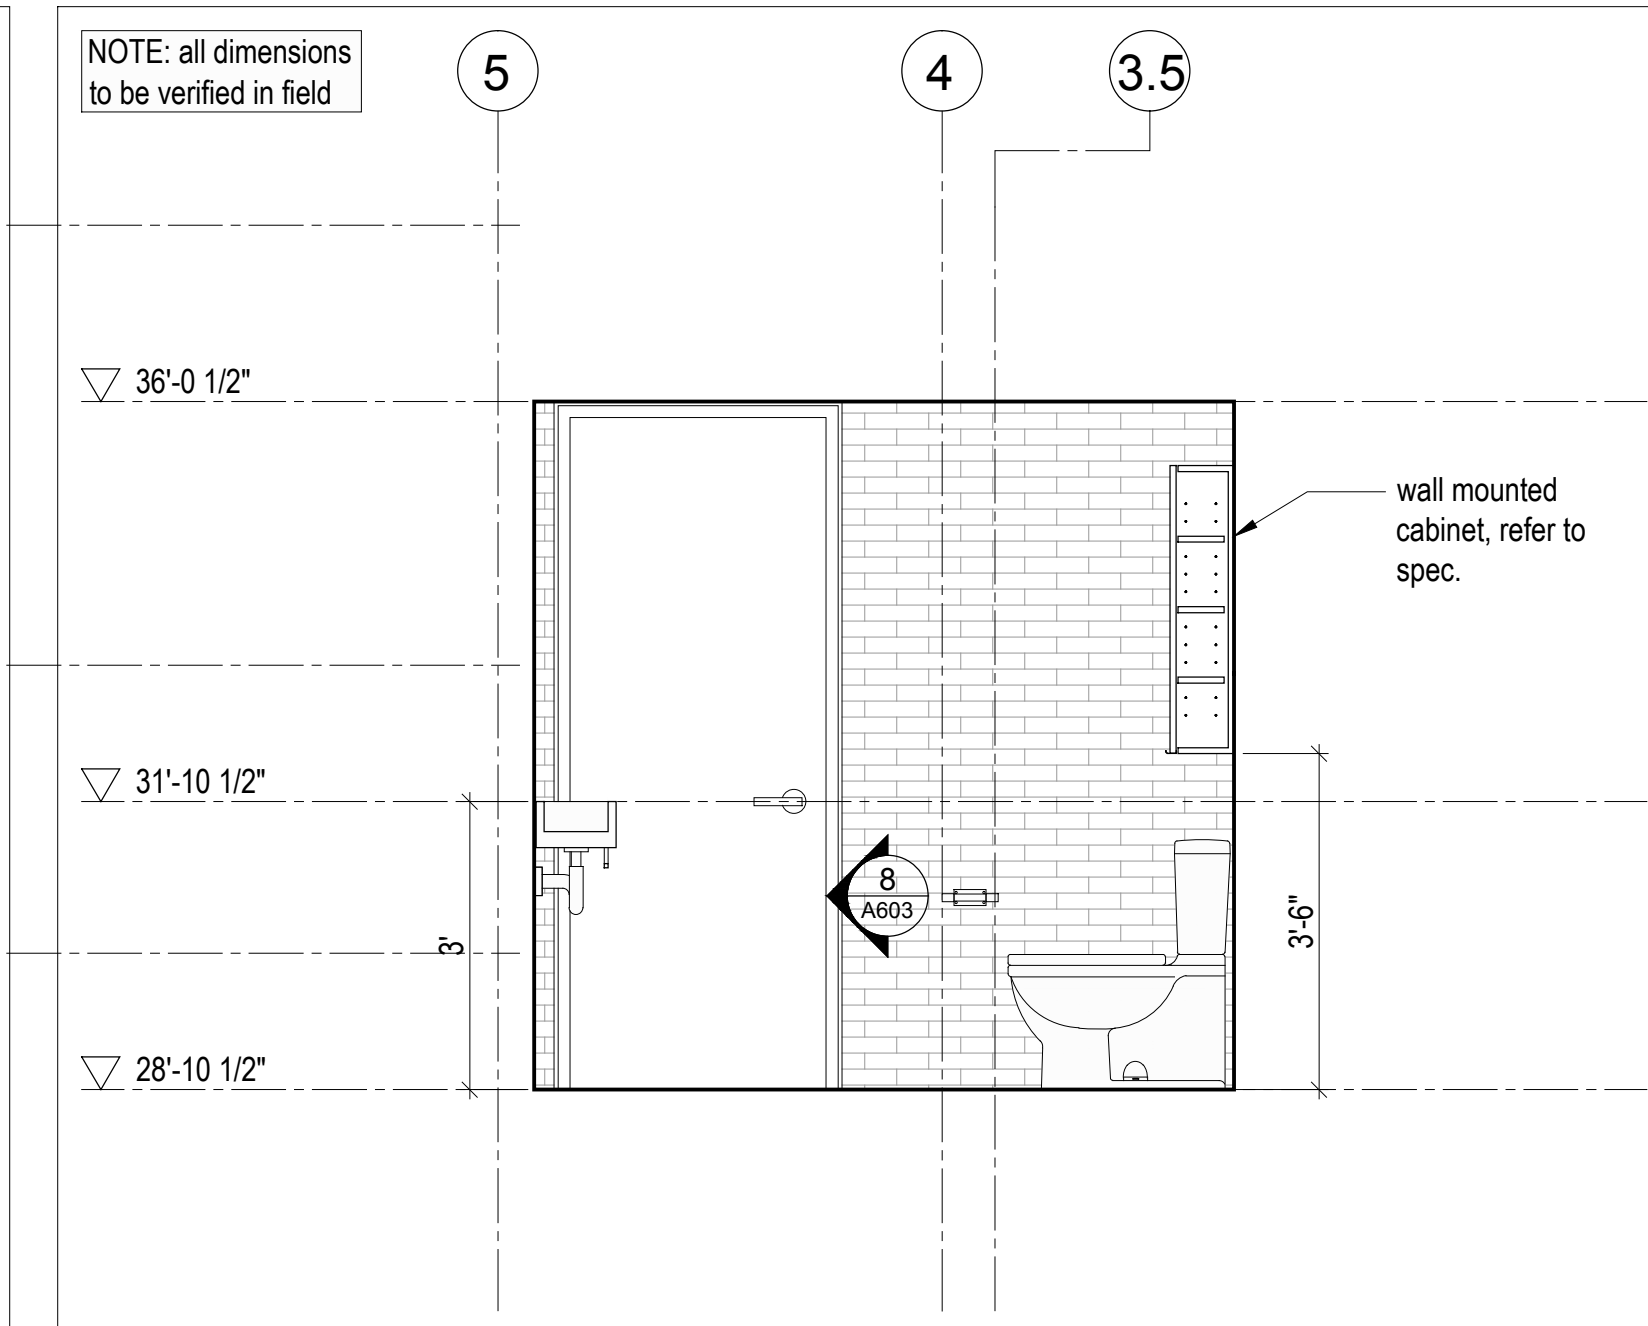 NOTE: all dimensions
to be verified in field
5
4
3.5
36'-0 1/2"
wall mounted
cabinet, refer to
spec.
31'-10 1/2"
8
A603
3'
3'-6"
28'-10 1/2"